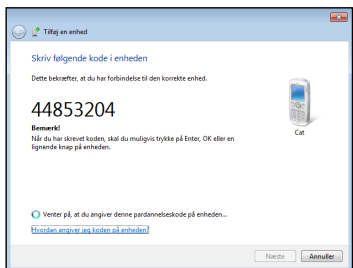 Tilføj en enhed
Skriv følgende kode i enheden
Dette bekræfter, at du har forbindelse til den korrekte enhed.
44853204
Bemærk!
Når du har skrevet koden, skal du muligvis trykke på Enter, OK eller en
lignende knap på enheden.
Cat
Venter på, at du angiver denne pardannelseskode på enheden...
Hvordan angiver jeg koden på enheden?
Næste
Annuller